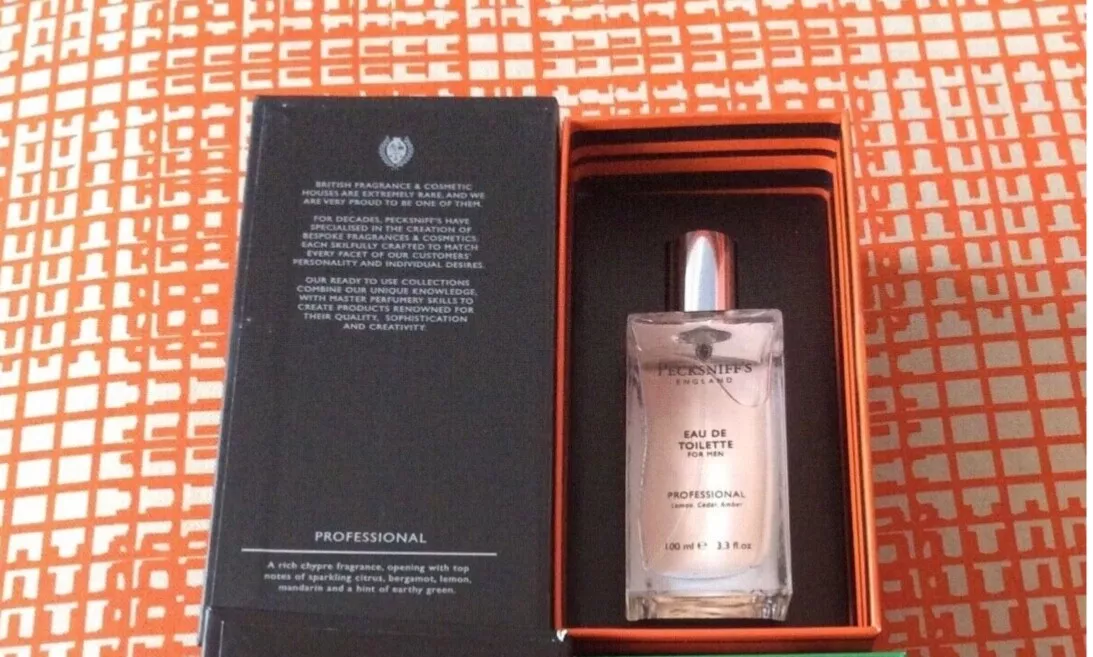 BRITISH FRAGRANCE & COSMETIC
HOUSES ARE EXTREMELY RARE, AND WE
ARE VERY PROUD TO BE ONE OF THEM.
FOR DECADES, PECKSNIFF'S HAVE
SPECIALISED IN THE CREATION OF
BESPOKE FRAGRANCES & COSMETICS
EACH SKILFULLY CRAFTED TO MATCH
EVERY FACET OF OUR CUSTOMERS'
PERSONALITY AND INDIVIDUAL DESIRES.
OUR READY TO USE COLLECTIONS
COMBINE OUR UNIQUE KNOWLEDGE,
WITH MASTER PERFUMERY SKILLS TO
CREATE PRODUCTS RENOWNED FOR
THEIR QUALITY, SOPHISTICATION
AND CREATIVITY.
PROFESSIONAL
A rich chypre fragrance, opening with top
notes of sparkling citrus, bergamot, lemon,
mandarin and a hint of earthy green.
PECKSNIFF'S
ENGLAND
EAU DE
TOILETTE
FOR MEN
PROFESSIONAL
Lemon, Cedar, Amber
100 ml ℮ 3.3 fl.oz